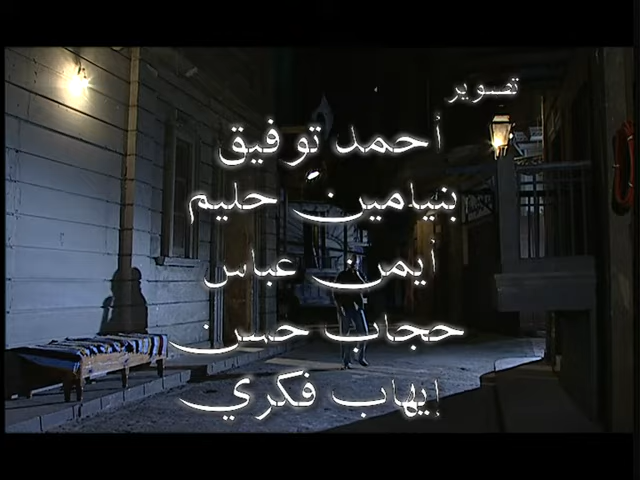 تصوير
أحمد توفيق
بنيامين حليم
أيمن عباس
حجاب حسن
إيهاب فكري